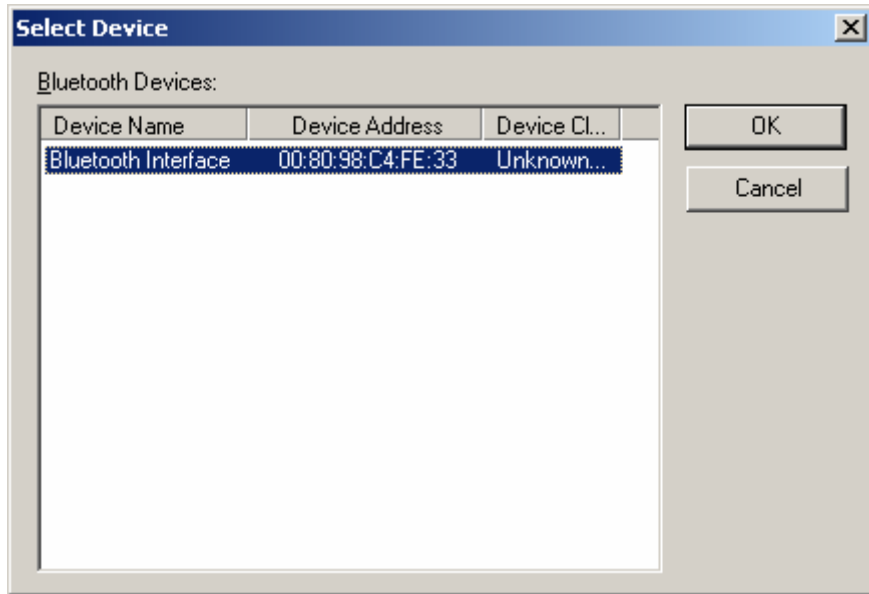 Select Device
Bluetooth Devices:
Device Name Device Address Device Cl...
Bluetooth Interface 00:80:98:C4:FE:33 Unknown...
OK
Cancel